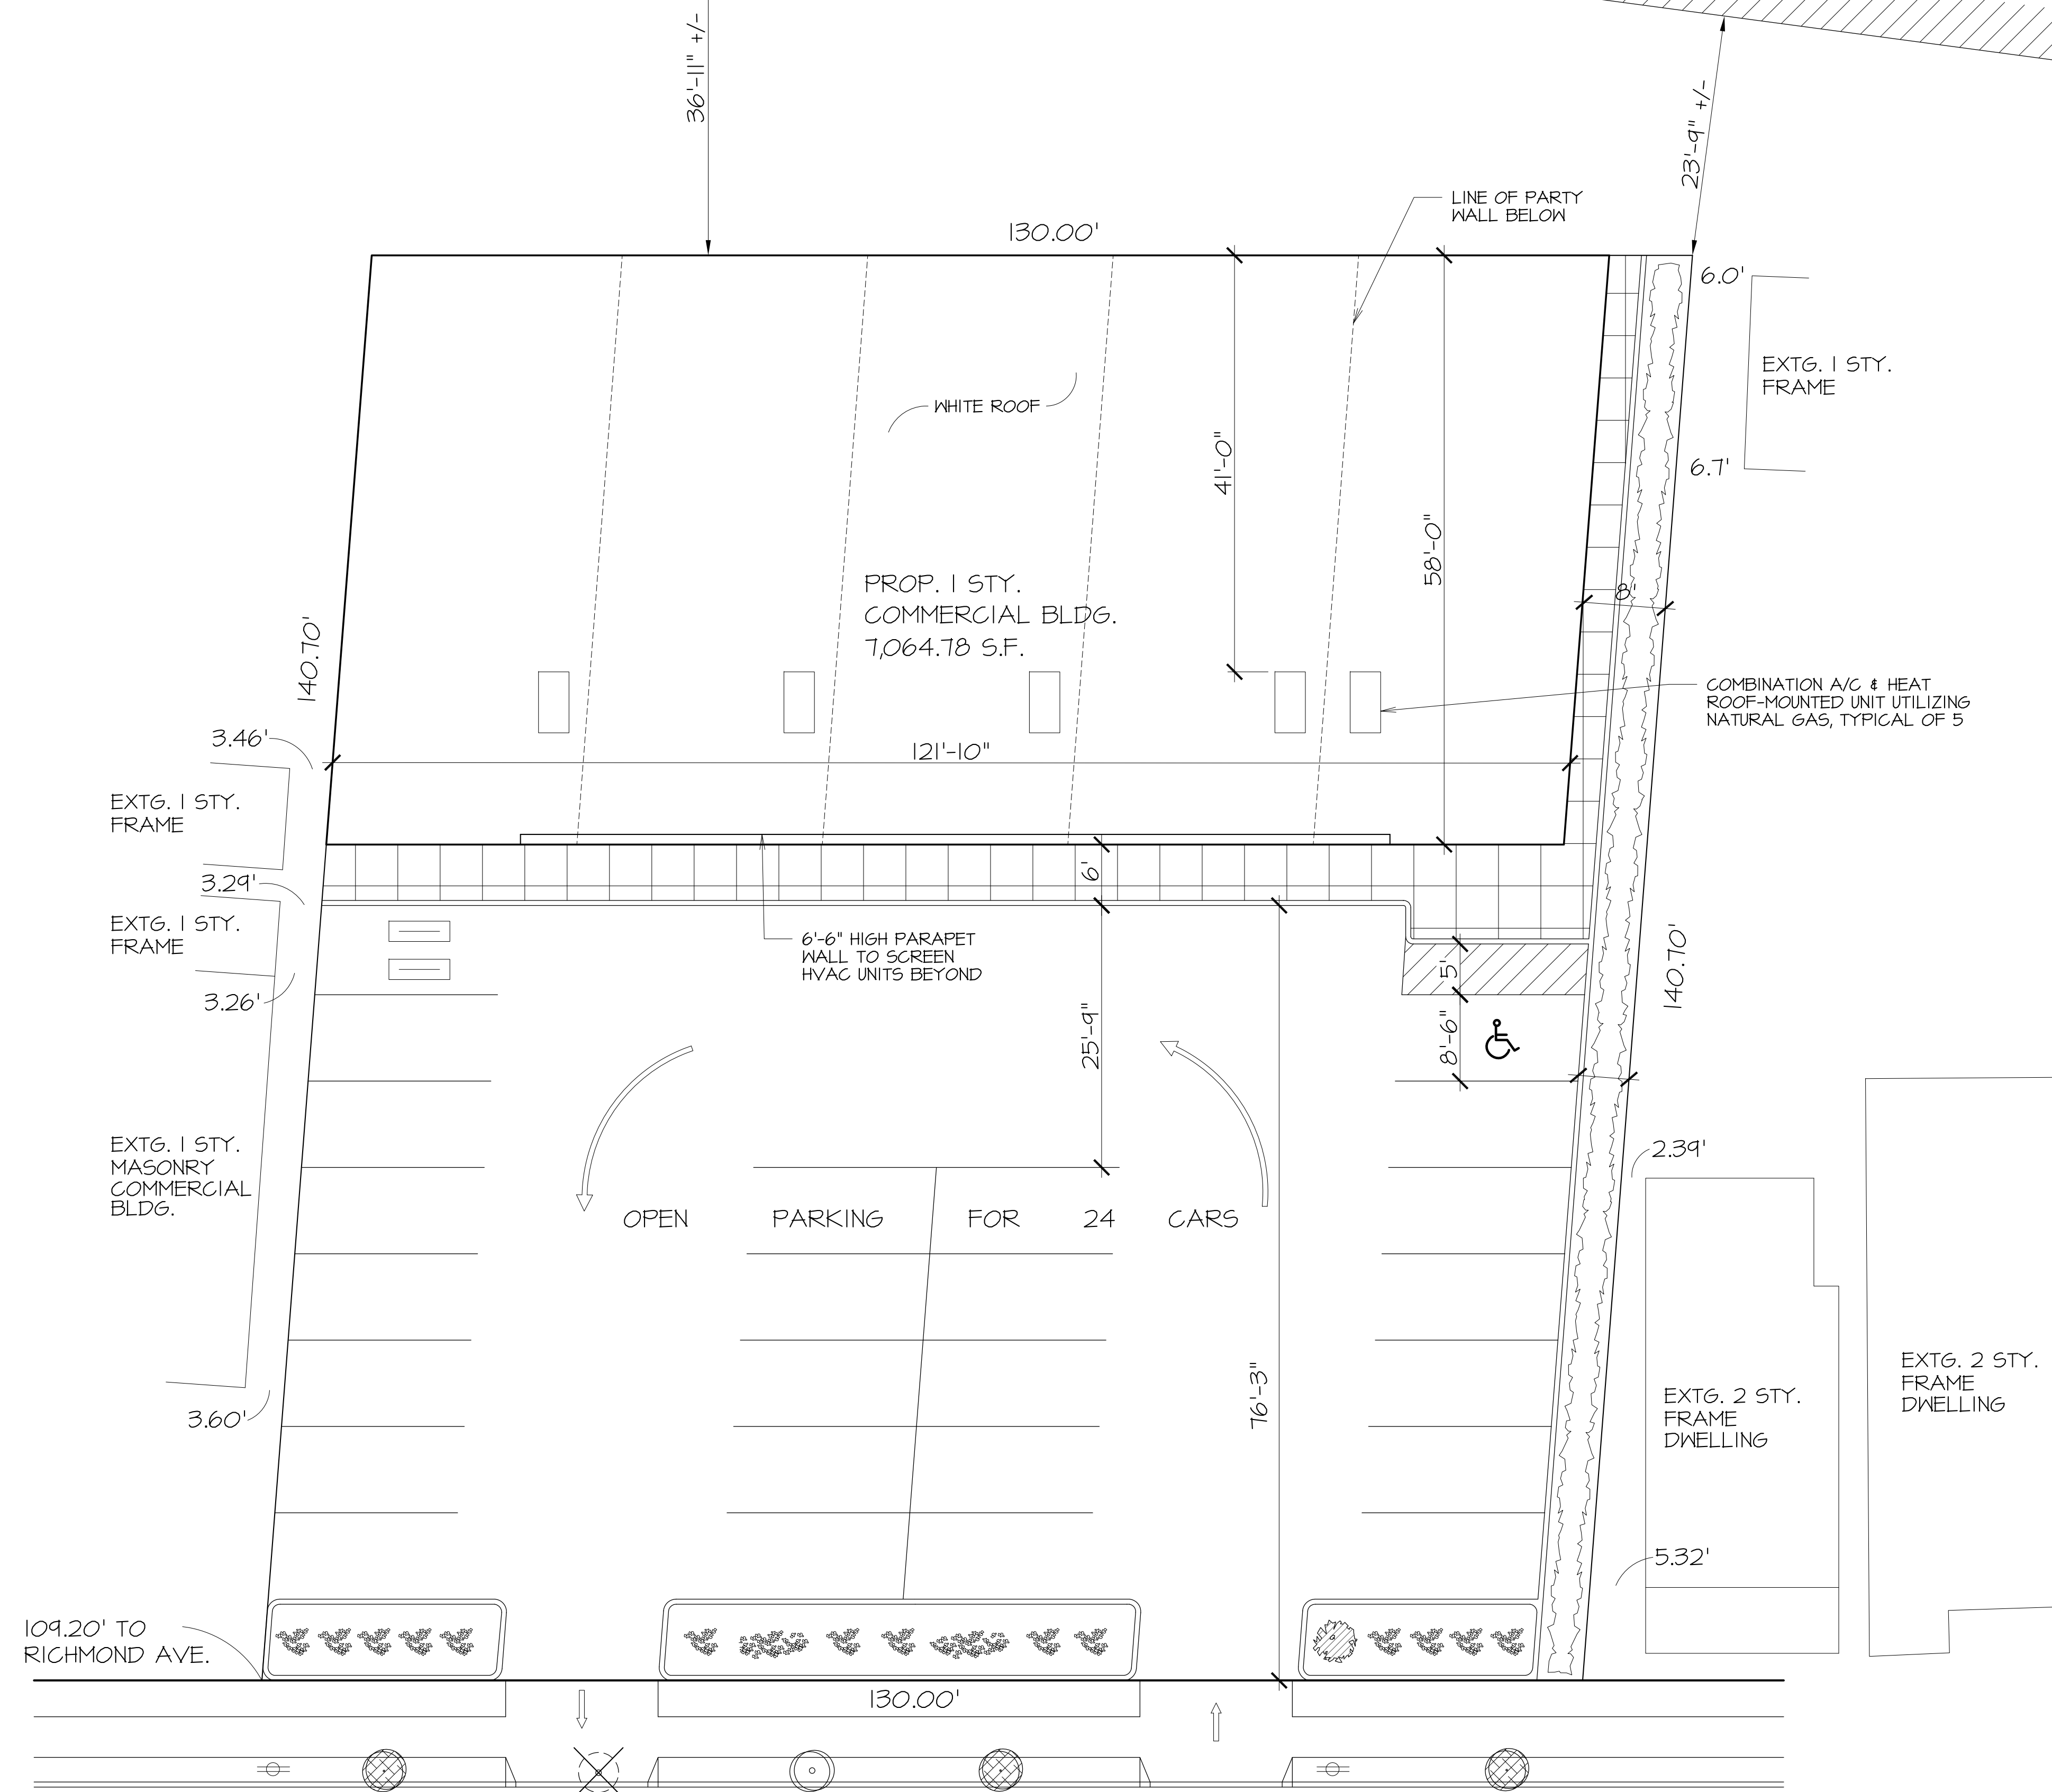 36'-11" +/-
23'-9" +/-
LINE OF PARTY
WALL BELOW
130.00'
6.0'
EXTG. 1 STY.
FRAME
WHITE ROOF
41'-0"
6.7'
58'-0"
PROP. 1 STY.
COMMERCIAL BLDG.
7,064.78 S.F.
8'
140.70'
COMBINATION A/C & HEAT
ROOF-MOUNTED UNIT UTILIZING
NATURAL GAS, TYPICAL OF 5
3.46'
121'-10"
EXTG. 1 STY.
FRAME
3.29'
6'
EXTG. 1 STY.
FRAME
6'-6" HIGH PARAPET
WALL TO SCREEN
HVAC UNITS BEYOND
140.70'
5'
3.26'
25'-9"
8'-6"
EXTG. 1 STY.
MASONRY
COMMERCIAL
BLDG.
2.39'
OPEN PARKING FOR 24 CARS
76'-3"
EXTG. 2 STY.
FRAME
DWELLING
EXTG. 2 STY.
FRAME
DWELLING
3.60'
5.32'
109.20' TO
RICHMOND AVE.
130.00'